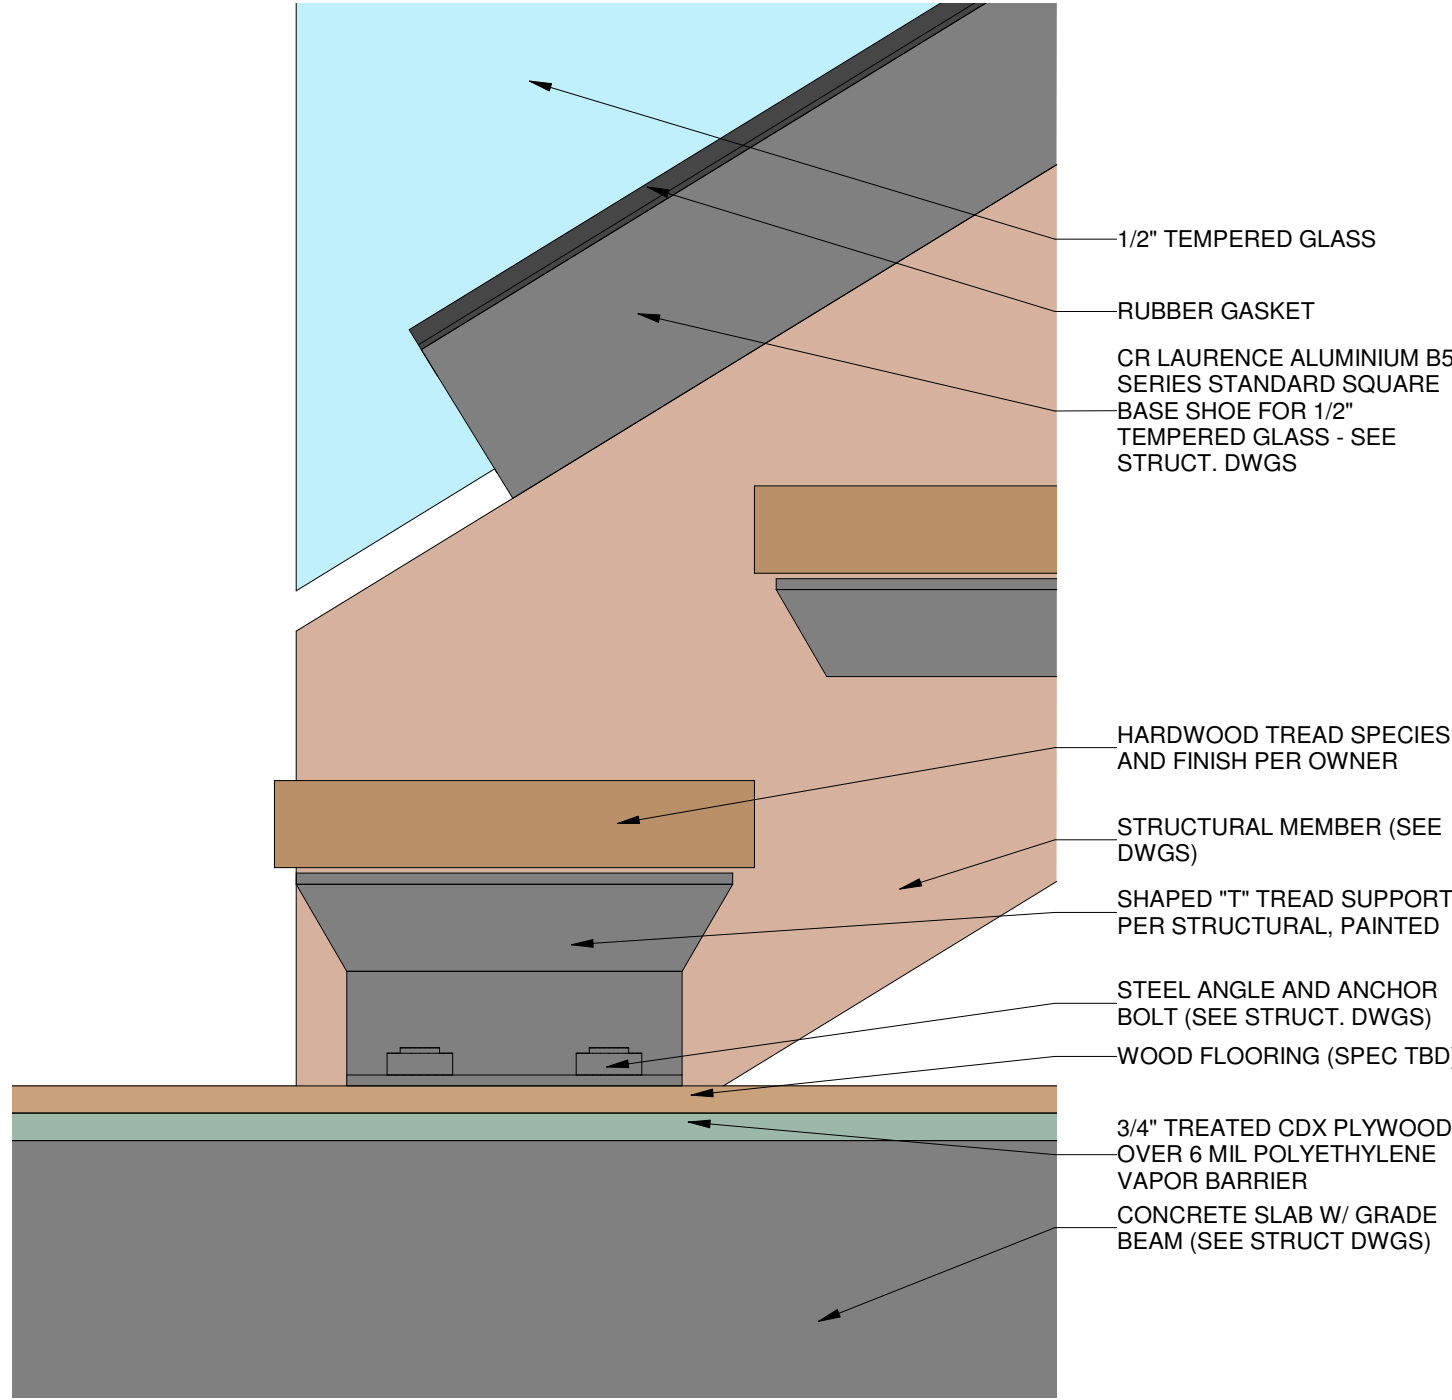 1/2" TEMPERED GLASS
RUBBER GASKET
CR LAURENCE ALUMINIUM B5
SERIES STANDARD SQUARE
BASE SHOE FOR 1/2"
TEMPERED GLASS - SEE
STRUCT. DWGS
HARDWOOD TREAD SPECIES
AND FINISH PER OWNER
STRUCTURAL MEMBER (SEE
DWGS)
SHAPED "T" TREAD SUPPORT
PER STRUCTURAL, PAINTED
STEEL ANGLE AND ANCHOR
BOLT (SEE STRUCT. DWGS)
WOOD FLOORING (SPEC TBD)
3/4" TREATED CDX PLYWOOD
OVER 6 MIL POLYETHYLENE
VAPOR BARRIER
CONCRETE SLAB W/ GRADE
BEAM (SEE STRUCT DWGS)